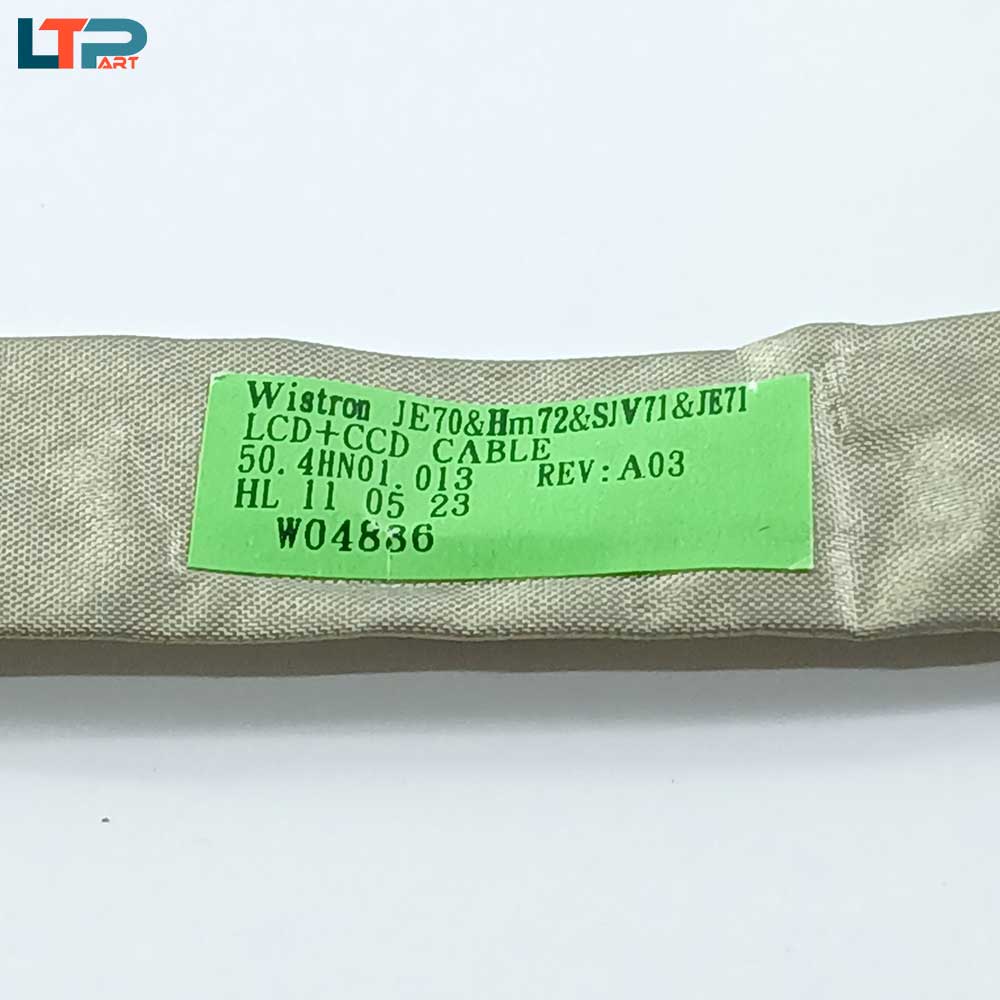 LTPART
Wistron JE70&Hm72&SJV71&JE71
LCD+CCD CABLE
50.4HN01.013 REV:A03
HL 11 05 23
W04836